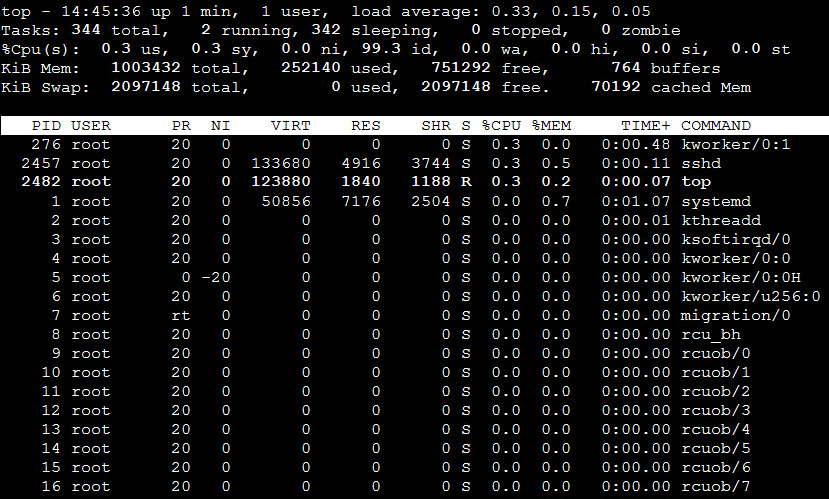 top - 14:45:36 up 1 min,  1 user,  load average: 0.33, 0.15, 0.05
Tasks: 344 total,   2 running, 342 sleeping,   0 stopped,   0 zombie
%Cpu(s):  0.3 us,  0.3 sy,  0.0 ni, 99.3 id,  0.0 wa,  0.0 hi,  0.0 si,  0.0 st
KiB Mem:   1003432 total,   252140 used,   751292 free,      764 buffers
KiB Swap:  2097148 total,        0 used,  2097148 free.    70192 cached Mem
PID USER      PR  NI    VIRT    RES    SHR S %CPU %MEM     TIME+ COMMAND
276 root      20   0       0      0      0 S  0.3  0.0   0:00.48 kworker/0:1
2457 root      20   0  133680   4916   3744 S  0.3  0.5   0:00.11 sshd
2482 root      20   0  123880   1840   1188 R  0.3  0.2   0:00.07 top
1 root      20   0   50856   7176   2504 S  0.0  0.7   0:01.07 systemd
2 root      20   0       0      0      0 S  0.0  0.0   0:00.01 kthreadd
3 root      20   0       0      0      0 S  0.0  0.0   0:00.00 ksoftirqd/0
4 root      20   0       0      0      0 S  0.0  0.0   0:00.00 kworker/0:0
5 root       0 -20       0      0      0 S  0.0  0.0   0:00.00 kworker/0:0H
6 root      20   0       0      0      0 S  0.0  0.0   0:00.00 kworker/u256:0
7 root      rt   0       0      0      0 S  0.0  0.0   0:00.00 migration/0
8 root      20   0       0      0      0 S  0.0  0.0   0:00.00 rcu_bh
9 root      20   0       0      0      0 S  0.0  0.0   0:00.00 rcuob/0
10 root      20   0       0      0      0 S  0.0  0.0   0:00.00 rcuob/1
11 root      20   0       0      0      0 S  0.0  0.0   0:00.00 rcuob/2
12 root      20   0       0      0      0 S  0.0  0.0   0:00.00 rcuob/3
13 root      20   0       0      0      0 S  0.0  0.0   0:00.00 rcuob/4
14 root      20   0       0      0      0 S  0.0  0.0   0:00.00 rcuob/5
15 root      20   0       0      0      0 S  0.0  0.0   0:00.00 rcuob/6
16 root      20   0       0      0      0 S  0.0  0.0   0:00.00 rcuob/7